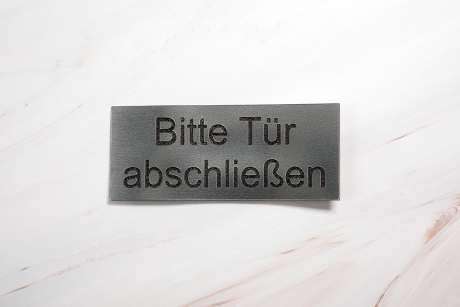 Bitte Tür
abschließen